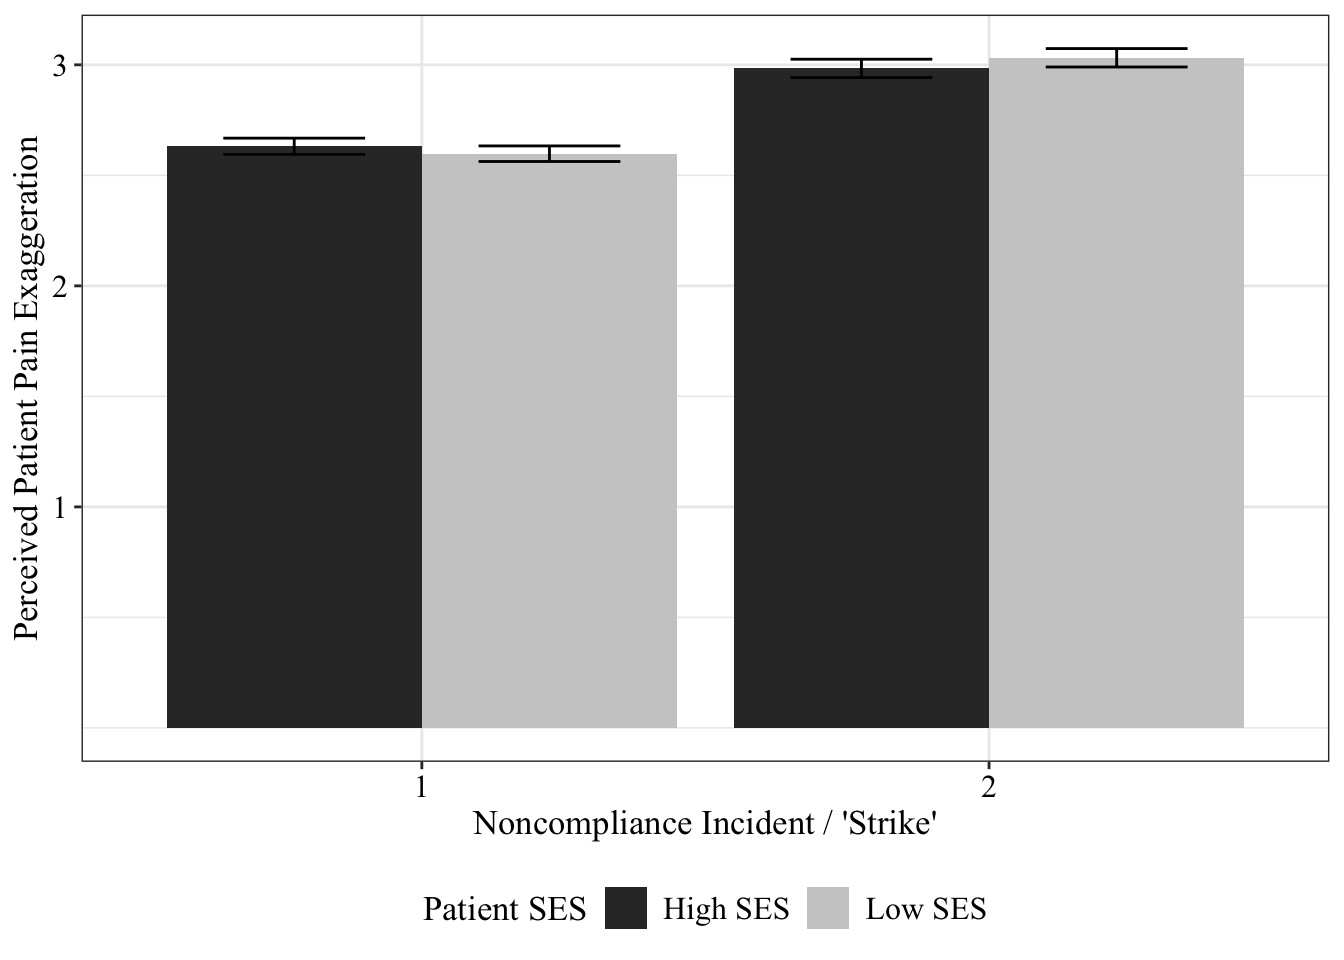 Perceived Patient Pain Exaggeration
3
2
1
1 2
Noncompliance Incident / 'Strike'
Patient SES High SES Low SES